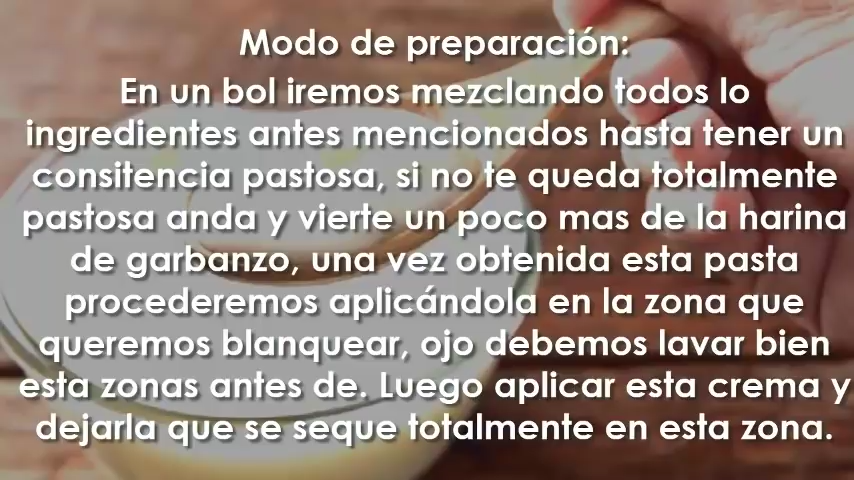 Modo de preparación:
En un bol iremos mezclando todos lo
ingredientes antes mencionados hasta tener un
consitencia pastosa, si no te queda totalmente
pastosa anda y vierte un poco mas de la harina
de garbanzo, una vez obtenida esta pasta
procederemos aplicándola en la zona que
queremos blanquear, ojo debemos lavar bien
esta zonas antes de. Luego aplicar esta crema y
dejarla que se seque totalmente en esta zona.